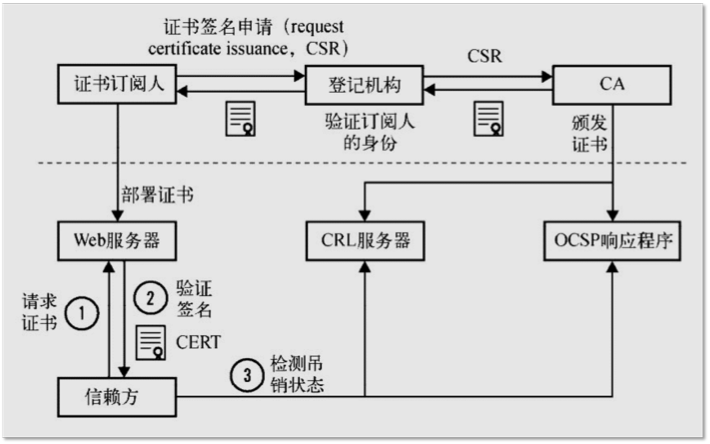 证书签名申请（request
certificate issuance，CSR）
CSR
证书订阅人
登记机构
CA
验证订阅人
的身份
颁发
证书
部署证书
Web服务器
CRL服务器
OCSP响应程序
请求
证书
1
2
验证
签名
CERT
3
检测吊
销状态
信赖方